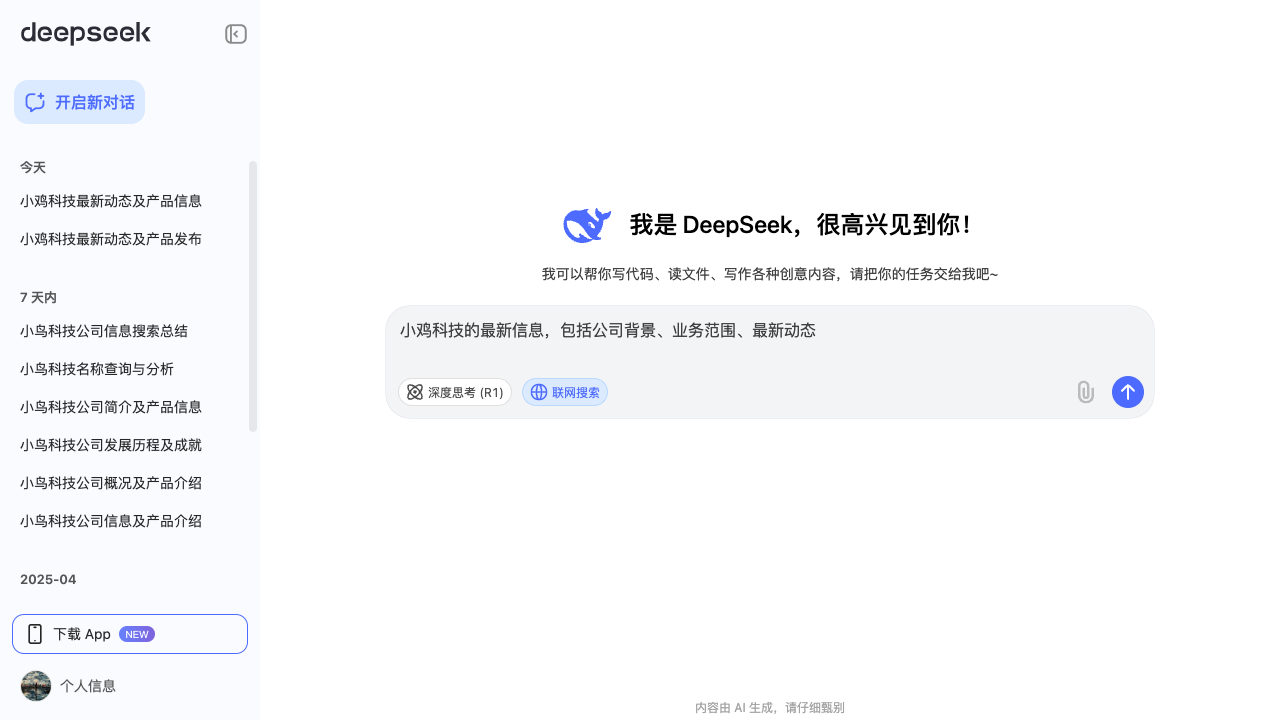 deepseek
开启新对话
今天
小鸡科技最新动态及产品信息
小鸡科技最新动态及产品发布
7 天内
小鸟科技公司信息搜索总结
小鸟科技名称查询与分析
小鸟科技公司简介及产品信息
小鸟科技公司发展历程及成就
小鸟科技公司概况及产品介绍
小鸟科技公司信息及产品介绍
2025-04
下载 App NEW
个人信息
我是 DeepSeek，很高兴见到你！
我可以帮你写代码、读文件、写作各种创意内容，请把你的任务交给我吧~
小鸡科技的最新信息，包括公司背景、业务范围、最新动态
深度思考 (R1) 联网搜索
内容由 AI 生成，请仔细甄别